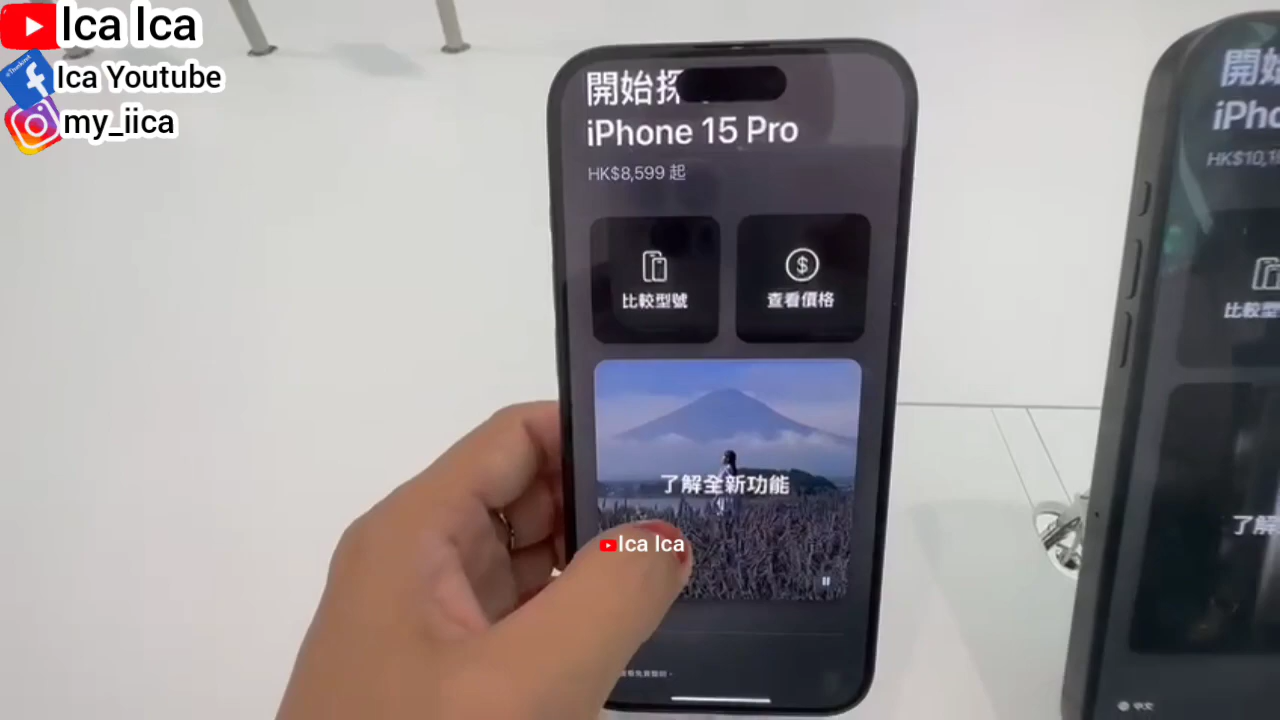 Ica Ica
Ica Youtube
my_iica
開始探
iPhone 15 Pro
HK$8,599 起
比較型號
查看價格
了解全新功能
Ica Ica
開始
HK$10,1
比較型
了解
中文